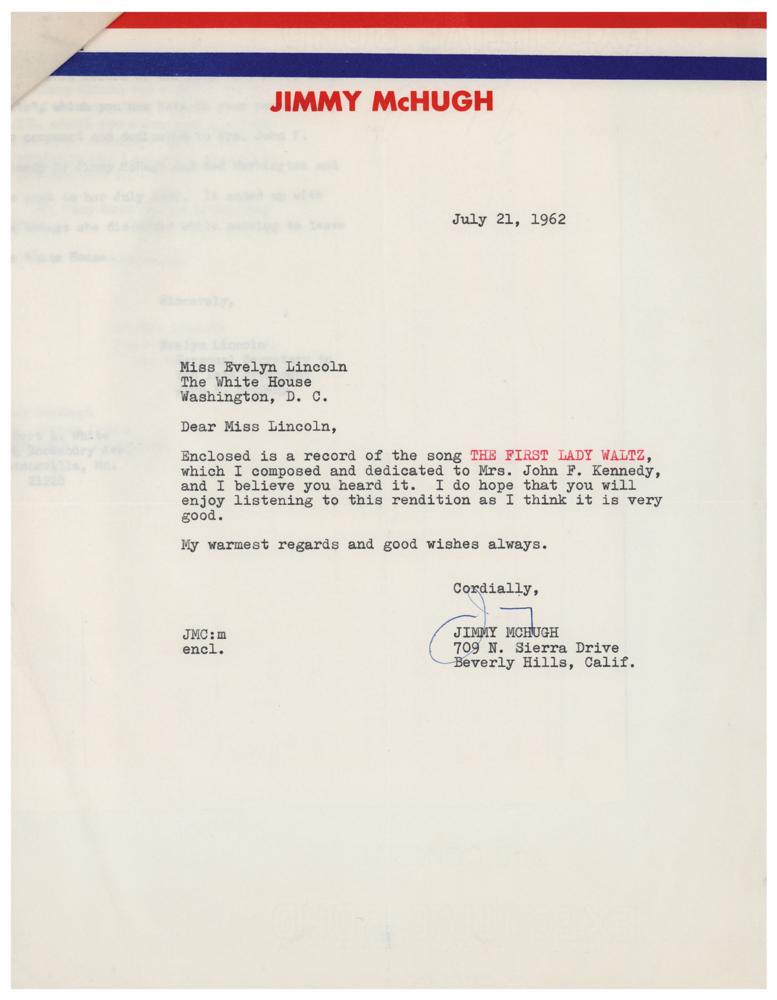 JIMMY McHUGH
July 21, 1962
Miss Evelyn Lincoln
The White House
Washington, D. C.
Dear Miss Lincoln,
Enclosed is a record of the song THE FIRST LADY WALTZ,
which I composed and dedicated to Mrs. John F. Kennedy,
and I believe you heard it. I do hope that you will
enjoy listening to this rendition as I think it is very
good.
My warmest regards and good wishes always.
Cordially,
JMC:m
encl.
JIMMY MCHUGH
709 N. Sierra Drive
Beverly Hills, Calif.
Sincerely,
Evelyn Lincoln